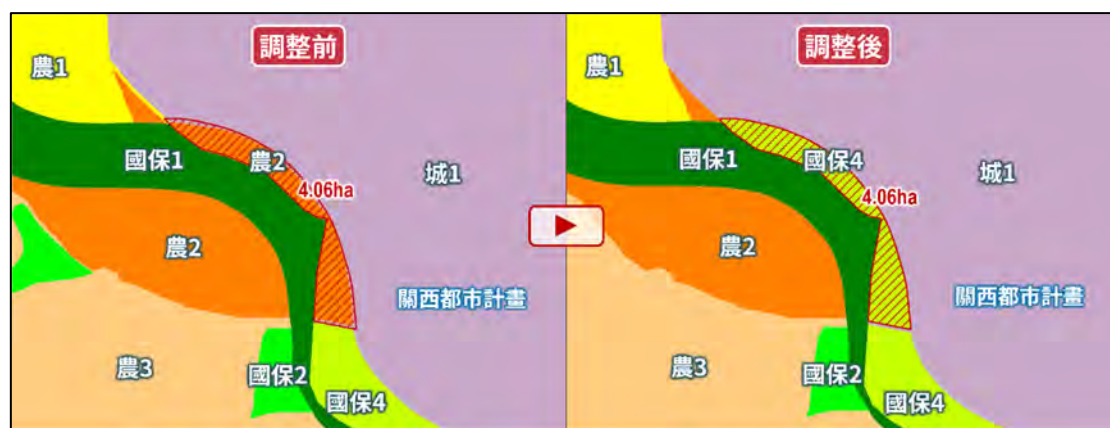 調整前
農1
國保1
農2
城1
4.06ha
農2
關西都市計畫
農3
國保2
國保4
調整後
農1
國保1
國保4
城1
4.06ha
農2
關西都市計畫
農3
國保2
國保4